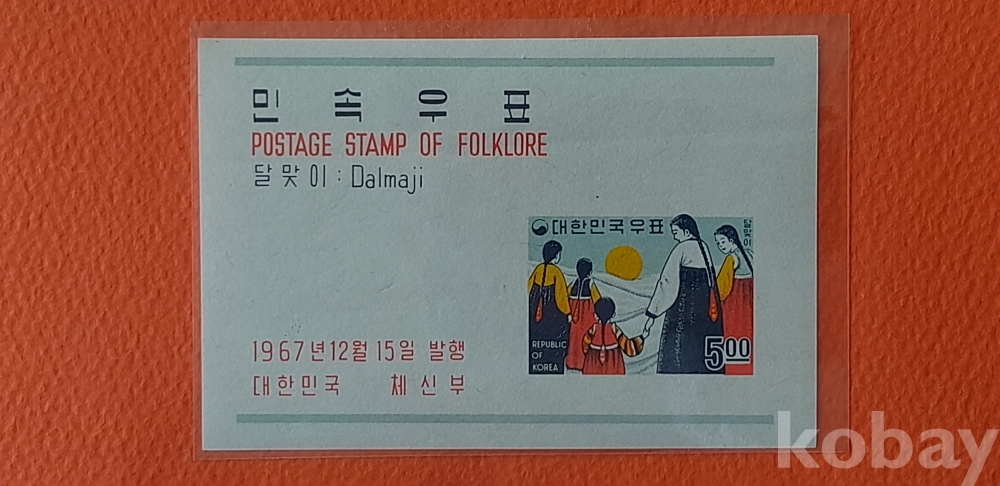 민 속 우 표
POSTAGE STAMP OF FOLKLORE
달맞이 : Dalmaji
대한민국우표
달맞이
REPUBLIC
OF
KOREA
5.00
1967년12월 15일 발행
대한민국 체신부
kobay